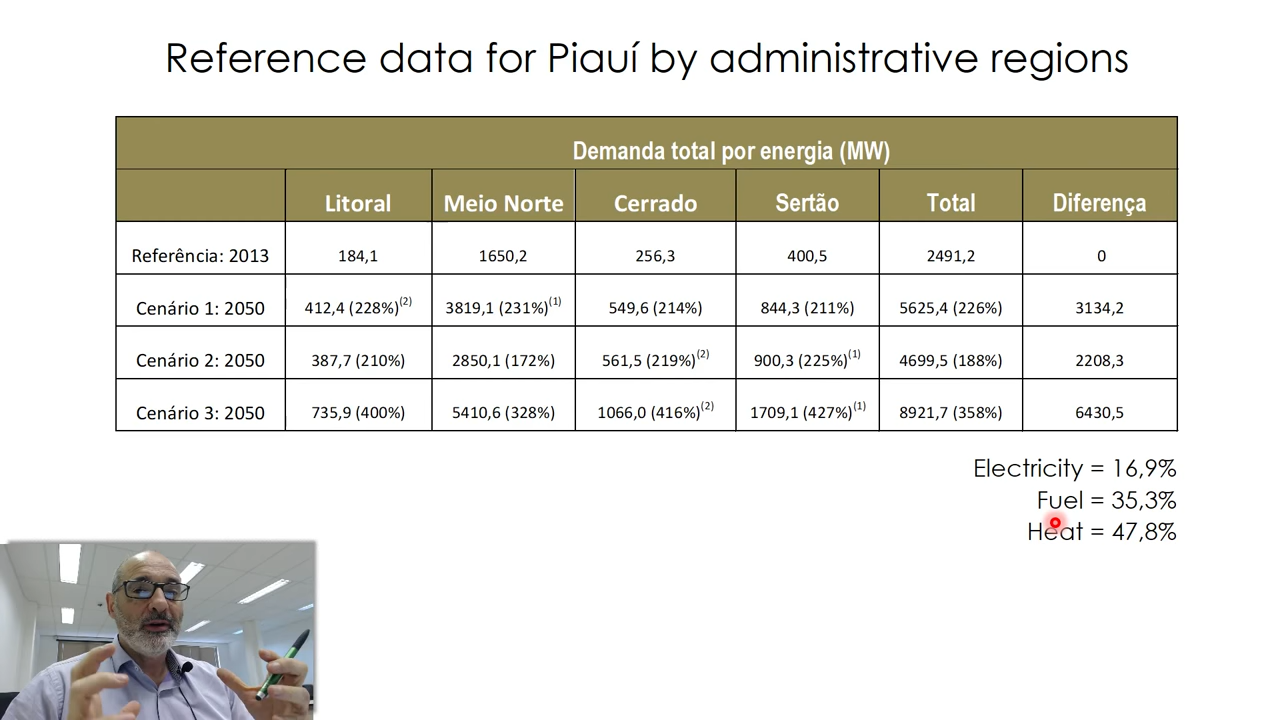 Reference data for Piauí by administrative regions
Demanda total por energia (MW)
Litoral Meio Norte Cerrado Sertão Total Diferença
Referência: 2013 184,1 1650,2 256,3 400,5 2491,2 0
Cenário 1: 2050 412,4 (228%)(2) 3819,1 (231%)(1) 549,6 (214%) 844,3 (211%) 5625,4 (226%) 3134,2
Cenário 2: 2050 387,7 (210%) 2850,1 (172%) 561,5 (219%)(2) 900,3 (225%)(1) 4699,5 (188%) 2208,3
Cenário 3: 2050 735,9 (400%) 5410,6 (328%) 1066,0 (416%)(2) 1709,1 (427%)(1) 8921,7 (358%) 6430,5
Electricity = 16,9%
Fuel = 35,3%
Heat = 47,8%